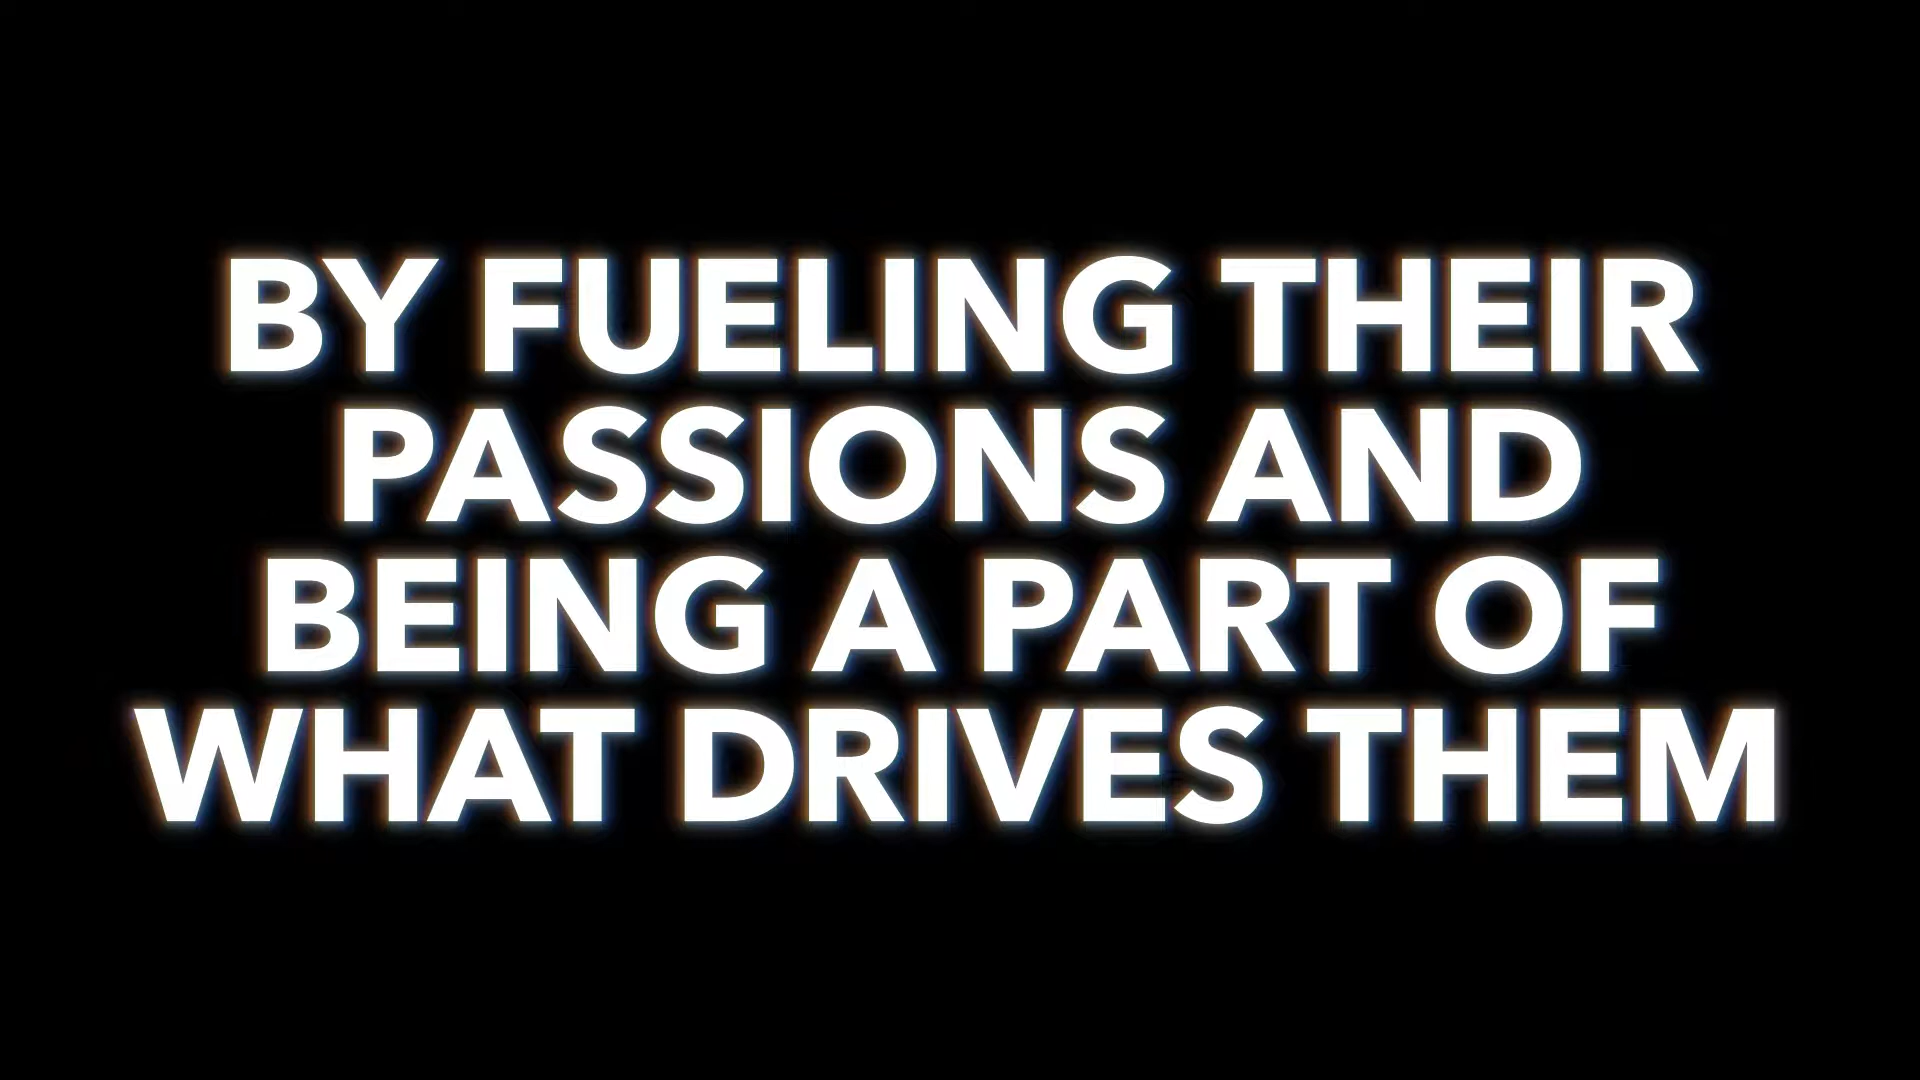 BY FUELING THEIR
PASSIONS AND
BEING A PART OF
WHAT DRIVES THEM